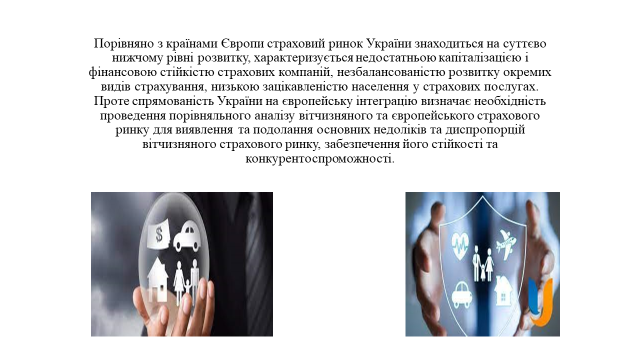 Порівняно з країнами Європи страховий ринок України знаходиться на суттєво
нижчому рівні розвитку, характеризується недостатньою капіталізацією і
фінансовою стійкістю страхових компаній, незбалансованістю розвитку окремих
видів страхування, низькою зацікавленістю населення у страхових послугах.
Проте спрямованість України на європейську інтеграцію визначає необхідність
проведення порівняльного аналізу вітчизняного та європейського страхового
ринку для виявлення та подолання основних недоліків та диспропорцій
вітчизняного страхового ринку, забезпечення його стійкості та
конкурентоспроможності.
$